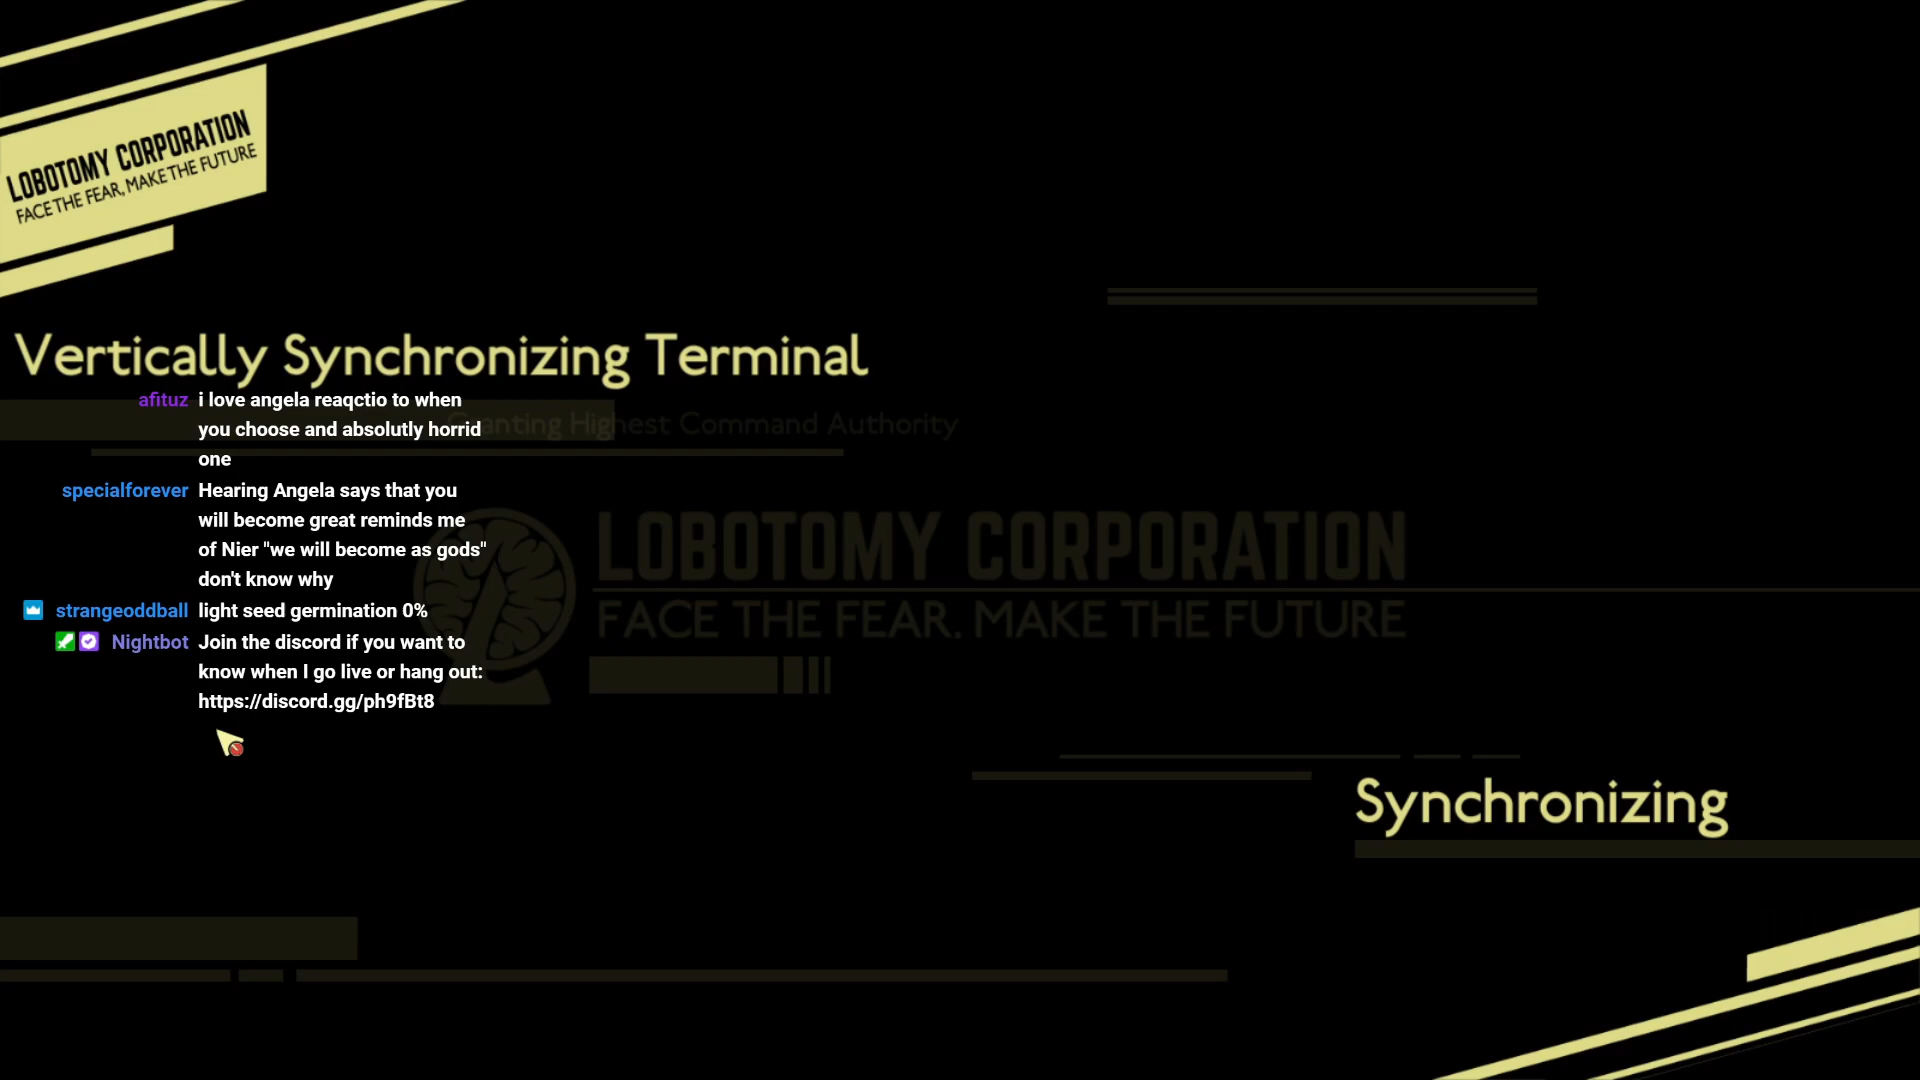 LOBOTOMY CORPORATION
FACE THE FEAR, MAKE THE FUTURE
Vertically Synchronizing Terminal
afituz i love angela reaqctio to when
you choose and absolutly horrid
one
Granting Highest Command Authority
specialforever Hearing Angela says that you
will become great reminds me
of Nier "we will become as gods"
don't know why
LOBOTOMY CORPORATION
FACE THE FEAR. MAKE THE FUTURE
strangeoddball light seed germination 0%
Nightbot Join the discord if you want to
know when I go live or hang out:
https://discord.gg/ph9fBt8
Synchronizing